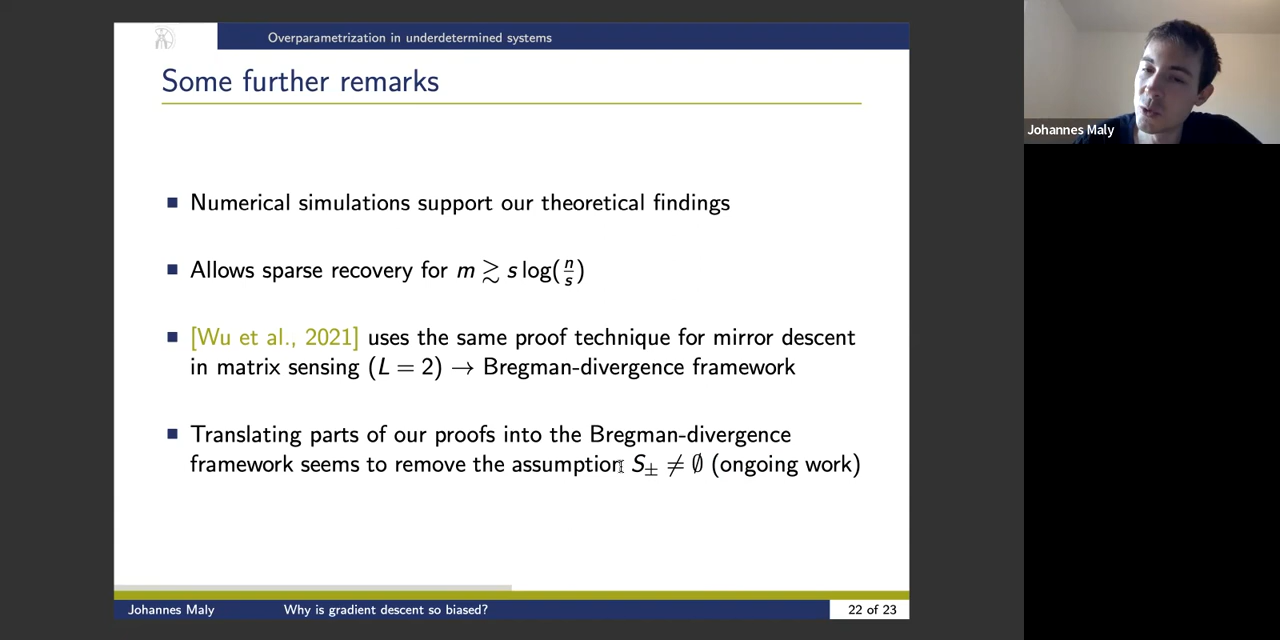 Overparametrization in underdetermined systems
Some further remarks
Numerical simulations support our theoretical findings
Allows sparse recovery for m ≳ s log(n/s)
[Wu et al., 2021] uses the same proof technique for mirror descent
in matrix sensing (L = 2) → Bregman-divergence framework
Translating parts of our proofs into the Bregman-divergence
framework seems to remove the assumption S± ≠ ∅ (ongoing work)
Johannes Maly
Why is gradient descent so biased?
22 of 23
Johannes Maly